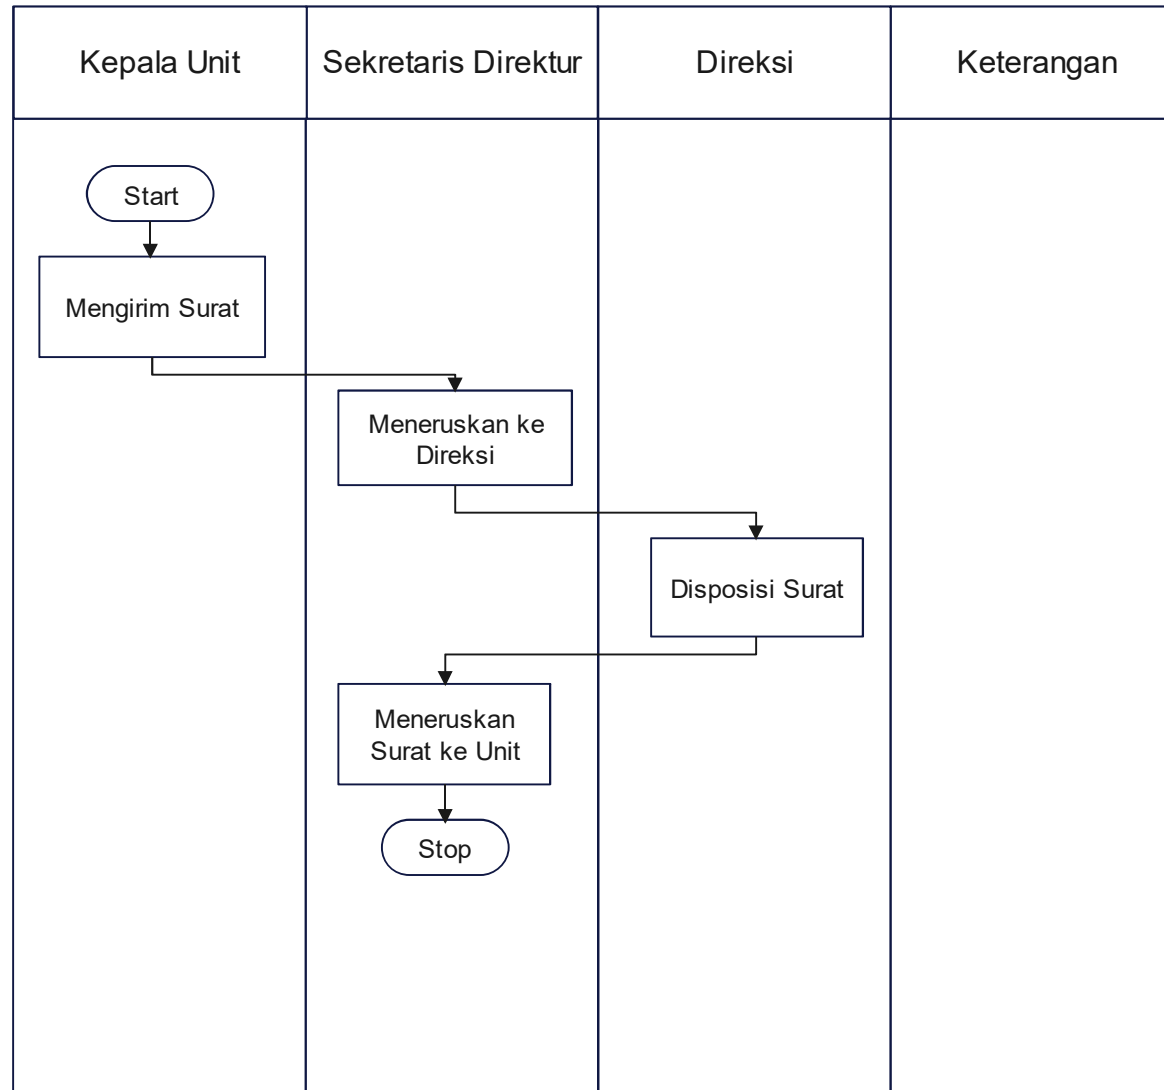 Kepala Unit
Sekretaris Direktur
Direksi
Keterangan
Start
Mengirim Surat
Meneruskan ke
Direksi
Disposisi Surat
Meneruskan
Surat ke Unit
Stop